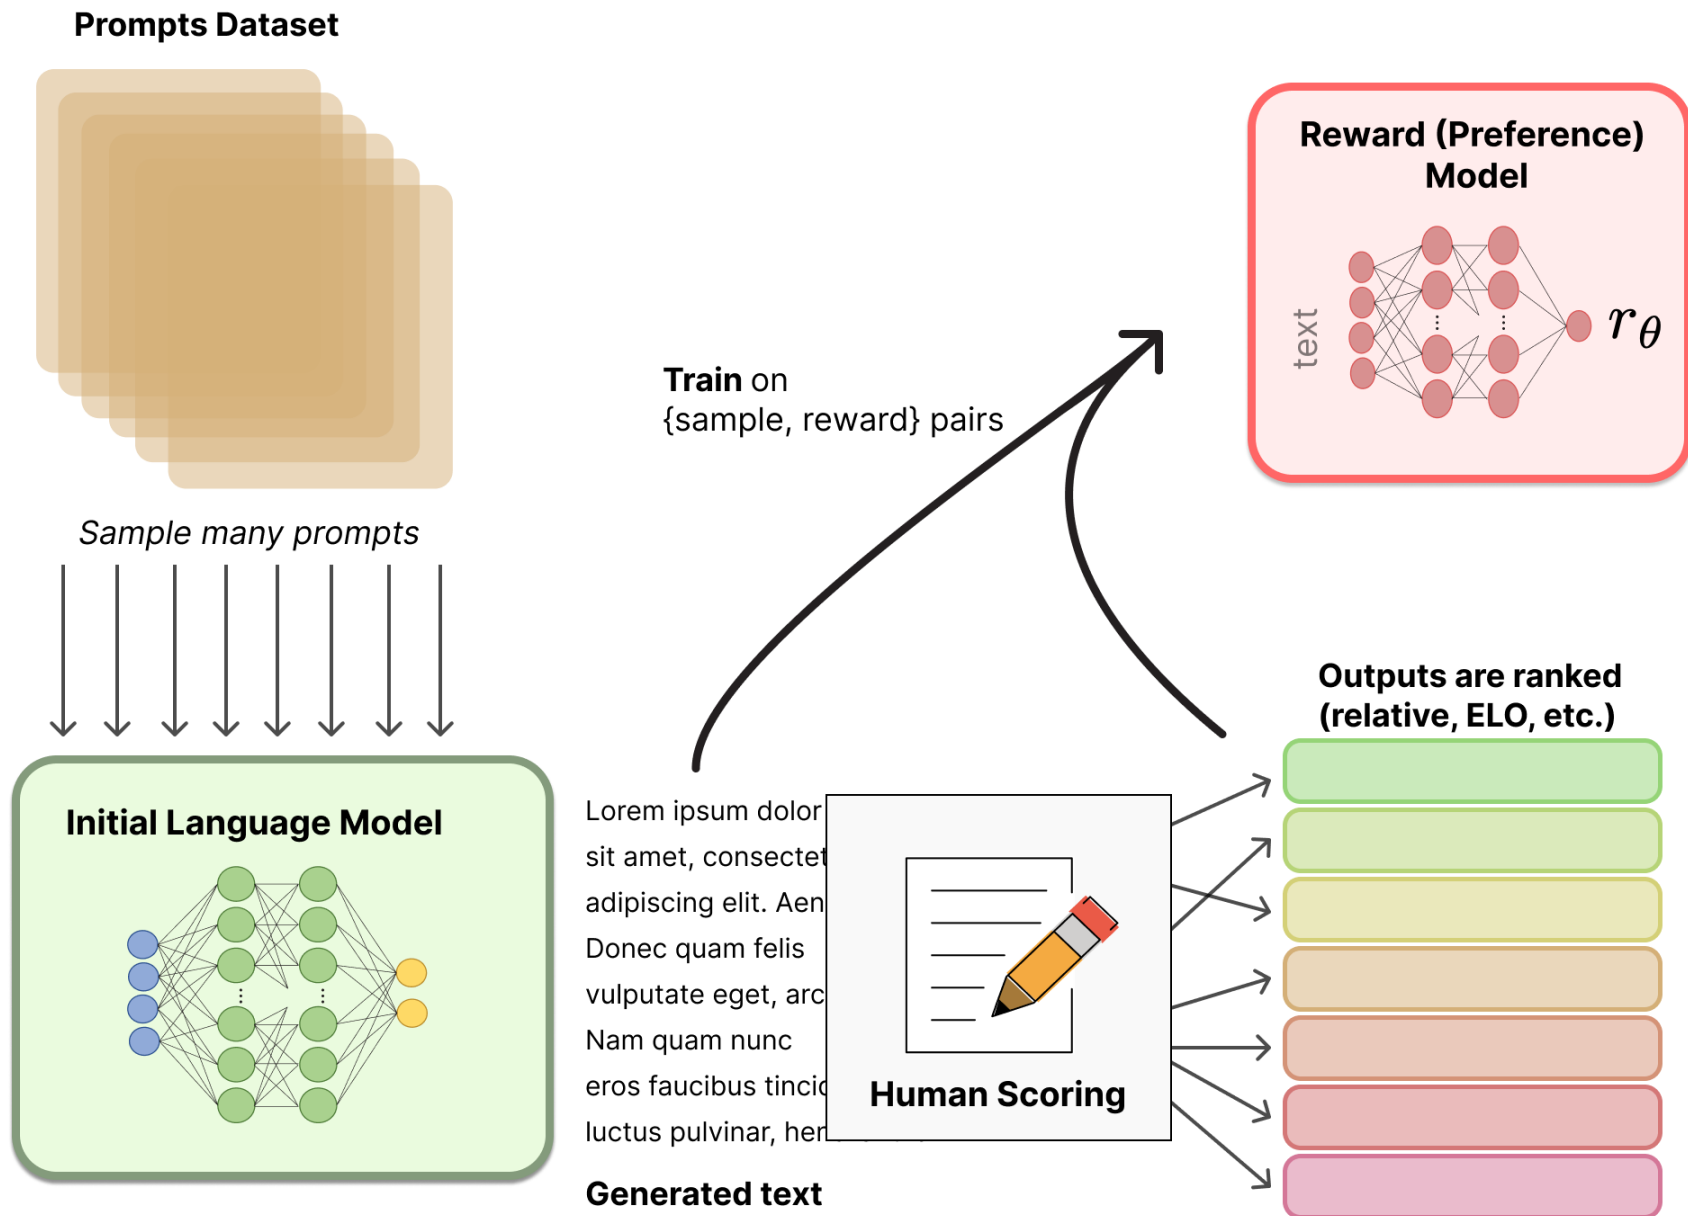 Prompts Dataset
Sample many prompts
Initial Language Model
Train on
{sample, reward} pairs
Reward (Preference)
Model
text
rθ
Lorem ipsum dolor
sit amet, consectet
adipiscing elit. Aen
Donec quam felis
vulputate eget, arc
Nam quam nunc
eros faucibus tincid
luctus pulvinar, hen
Generated text
Human Scoring
Outputs are ranked
(relative, ELO, etc.)